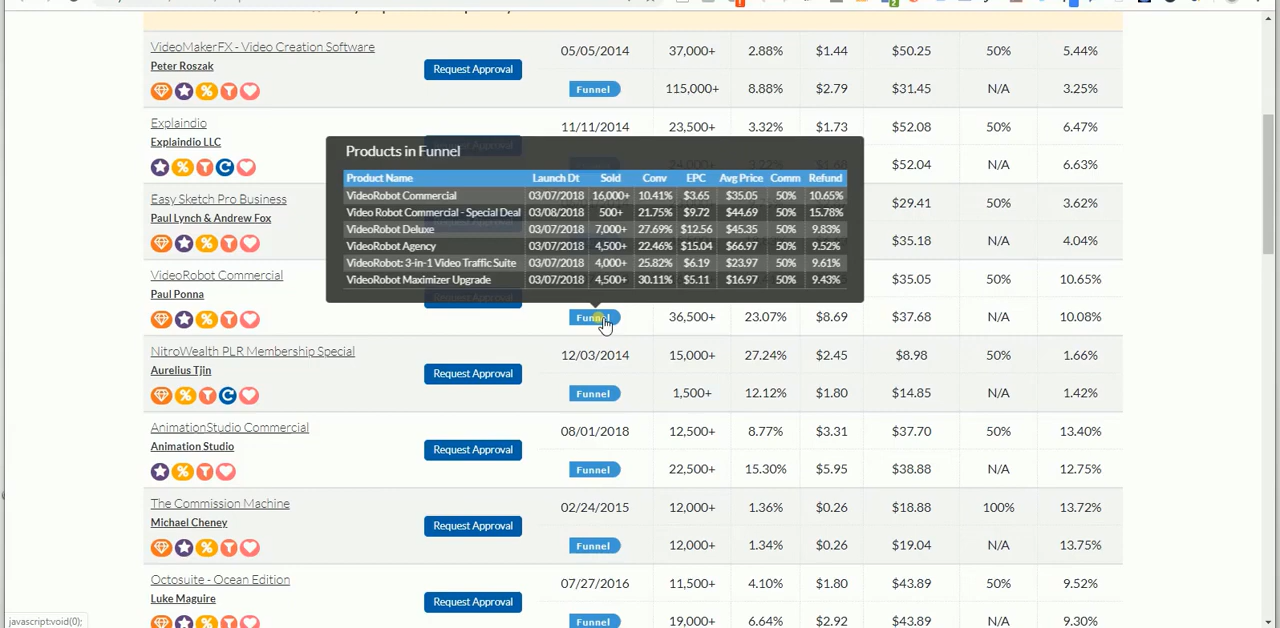 VideoMakerFX - Video Creation Software 05/05/2014 37,000+ 2.88% $1.44 $50.25 50% 5.44%
Peter Roszak
Request Approval
Funnel 115,000+ 8.88% $2.79 $31.45 N/A 3.25%
Explaindio 11/11/2014 23,500+ 3.32% $1.73 $52.08 50% 6.47%
Explaindio LLC
$52.04 N/A 6.63%
Products in Funnel
Product Name Launch Dt Sold Conv EPC Avg Price Comm Refund
VideoRobot Commercial 03/07/2018 16,000+ 10.41% $3.65 $35.05 50% 10.65%
Video Robot Commercial - Special Deal 03/08/2018 500+ 21.75% $9.72 $44.69 50% 15.78%
VideoRobot Deluxe 03/07/2018 7,000+ 27.69% $12.56 $45.35 50% 9.83%
VideoRobot Agency 03/07/2018 4,500+ 22.46% $15.04 $66.97 50% 9.52%
VideoRobot: 3-in-1 Video Traffic Suite 03/07/2018 4,000+ 25.82% $6.19 $23.97 50% 9.61%
VideoRobot Maximizer Upgrade 03/07/2018 4,500+ 30.11% $5.11 $16.97 50% 9.43%
Easy Sketch Pro Business $29.41 50% 3.62%
Paul Lynch & Andrew Fox
$35.18 N/A 4.04%
VideoRobot Commercial $35.05 50% 10.65%
Paul Ponna
Funnel 36,500+ 23.07% $8.69 $37.68 N/A 10.08%
NitroWealth PLR Membership Special 12/03/2014 15,000+ 27.24% $2.45 $8.98 50% 1.66%
Aurelius Tjin
Request Approval
Funnel 1,500+ 12.12% $1.80 $14.85 N/A 1.42%
AnimationStudio Commercial 08/01/2018 12,500+ 8.77% $3.31 $37.70 50% 13.40%
Animation Studio
Request Approval
Funnel 22,500+ 15.30% $5.95 $38.88 N/A 12.75%
The Commission Machine 02/24/2015 12,000+ 1.36% $0.26 $18.88 100% 13.72%
Michael Cheney
Request Approval
Funnel 12,000+ 1.34% $0.26 $19.04 N/A 13.75%
Octosuite - Ocean Edition 07/27/2016 11,500+ 4.10% $1.80 $43.89 50% 9.52%
Luke Maguire
Request Approval
Funnel 19,000+ 6.64% $2.92 $43.89 N/A 9.30%
javascript:void(0);